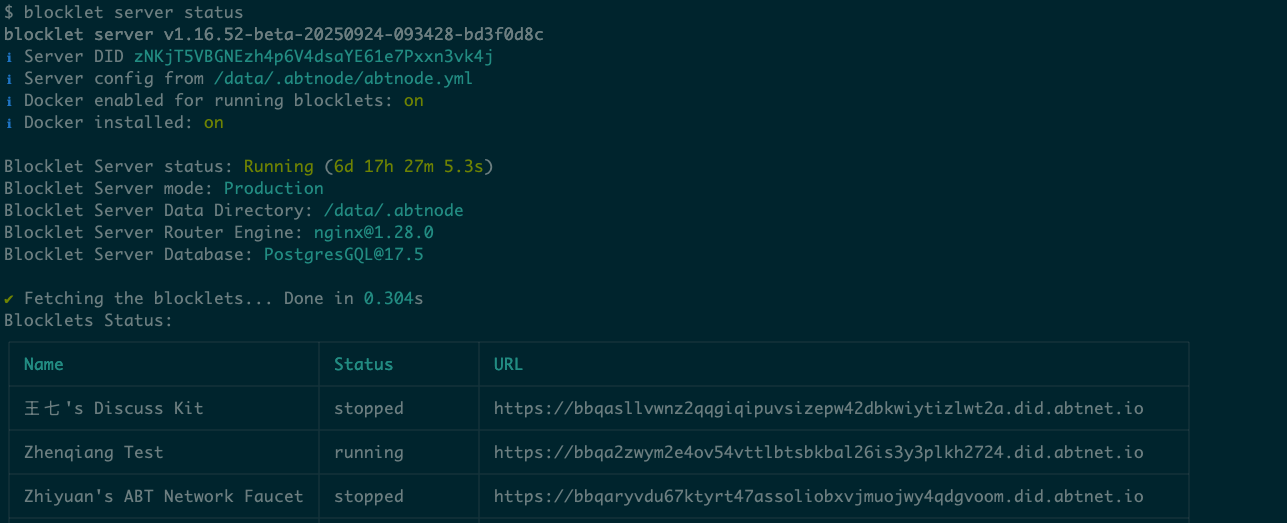 $ blocklet server status
blocklet server v1.16.52-beta-20250924-093428-bd3f0d8c
ℹ Server DID zNKjT5VBGNEzh4p6V4dsaYE61e7Pxxn3vk4j
ℹ Server config from /data/.abtnode/abtnode.yml
ℹ Docker enabled for running blocklets: on
ℹ Docker installed: on
Blocklet Server status: Running (6d 17h 27m 5.3s)
Blocklet Server mode: Production
Blocklet Server Data Directory: /data/.abtnode
Blocklet Server Router Engine: nginx@1.28.0
Blocklet Server Database: PostgresGQL@17.5
✔ Fetching the blocklets... Done in 0.304s
Blocklets Status:
Name Status URL
王七's Discuss Kit stopped https://bbqasllvwnz2qqgiqipuvsizepw42dbkwiytizlwt2a.did.abtnet.io
Zhenqiang Test running https://bbqa2zwym2e4ov54vttlbtsbkbal26is3y3plkh2724.did.abtnet.io
Zhiyuan's ABT Network Faucet stopped https://bbqaryvdu67ktyrt47assoliobxvjmuojwy4qdgvoom.did.abtnet.io